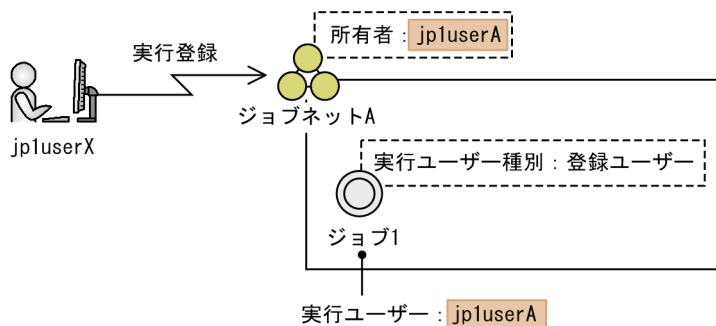 所有者：jp1userA
実行登録
ジョブネットA
jp1userX
実行ユーザー種別：登録ユーザー
ジョブ1
実行ユーザー：jp1userA